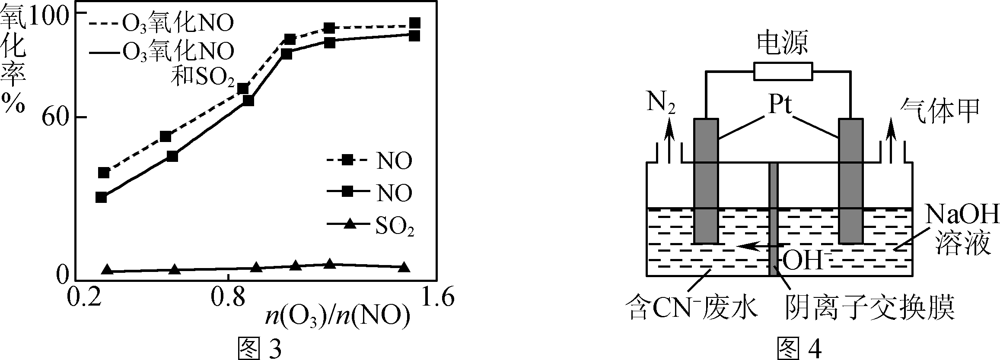 氧化率%
100
60
0
O₃氧化NO
O₃氧化NO
和SO₂
NO
NO
SO₂
0.2
0.8
1.6
n(O₃)/n(NO)
图3
电源
N₂
Pt
气体甲
NaOH
溶液
OH⁻
含CN⁻废水
阴离子交换膜
图4